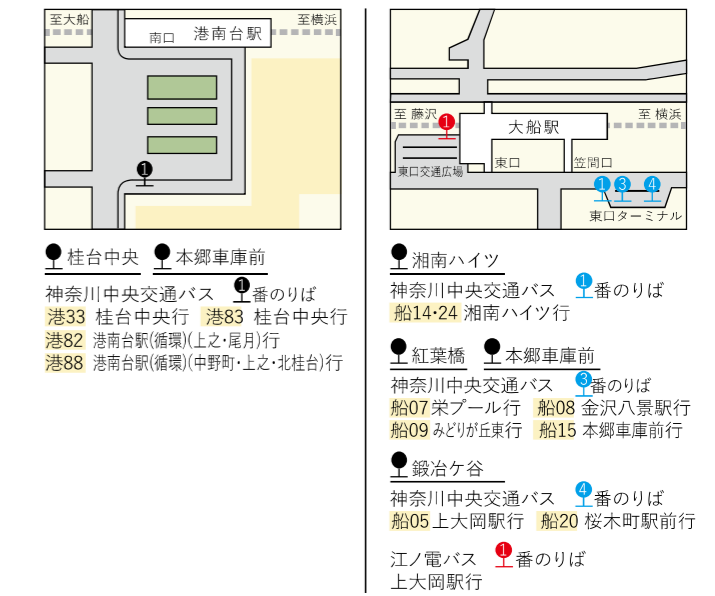 至大船
至横浜
南口
港南台駅
1
桂台中央 本郷車庫前
神奈川中央交通バス 1番のりば
港33 桂台中央行 港83 桂台中央行
港82 港南台駅(循環)(上之・尾月)行
港88 港南台駅(循環)(中野町・上之・北桂台)行
至 藤沢
1
大船駅
至 横浜
東口交通広場
東口
笠間口
1 3 4
東口ターミナル
湘南ハイツ
神奈川中央交通バス 1番のりば
船14・24 湘南ハイツ行
紅葉橋 本郷車庫前
神奈川中央交通バス 3番のりば
船07 栄プール行 船08 金沢八景駅行
船09 みどりが丘東行 船15 本郷車庫前行
鍛冶ケ谷
神奈川中央交通バス 4番のりば
船05 上大岡駅行 船20 桜木町駅前行
江ノ電バス 1番のりば
上大岡駅行